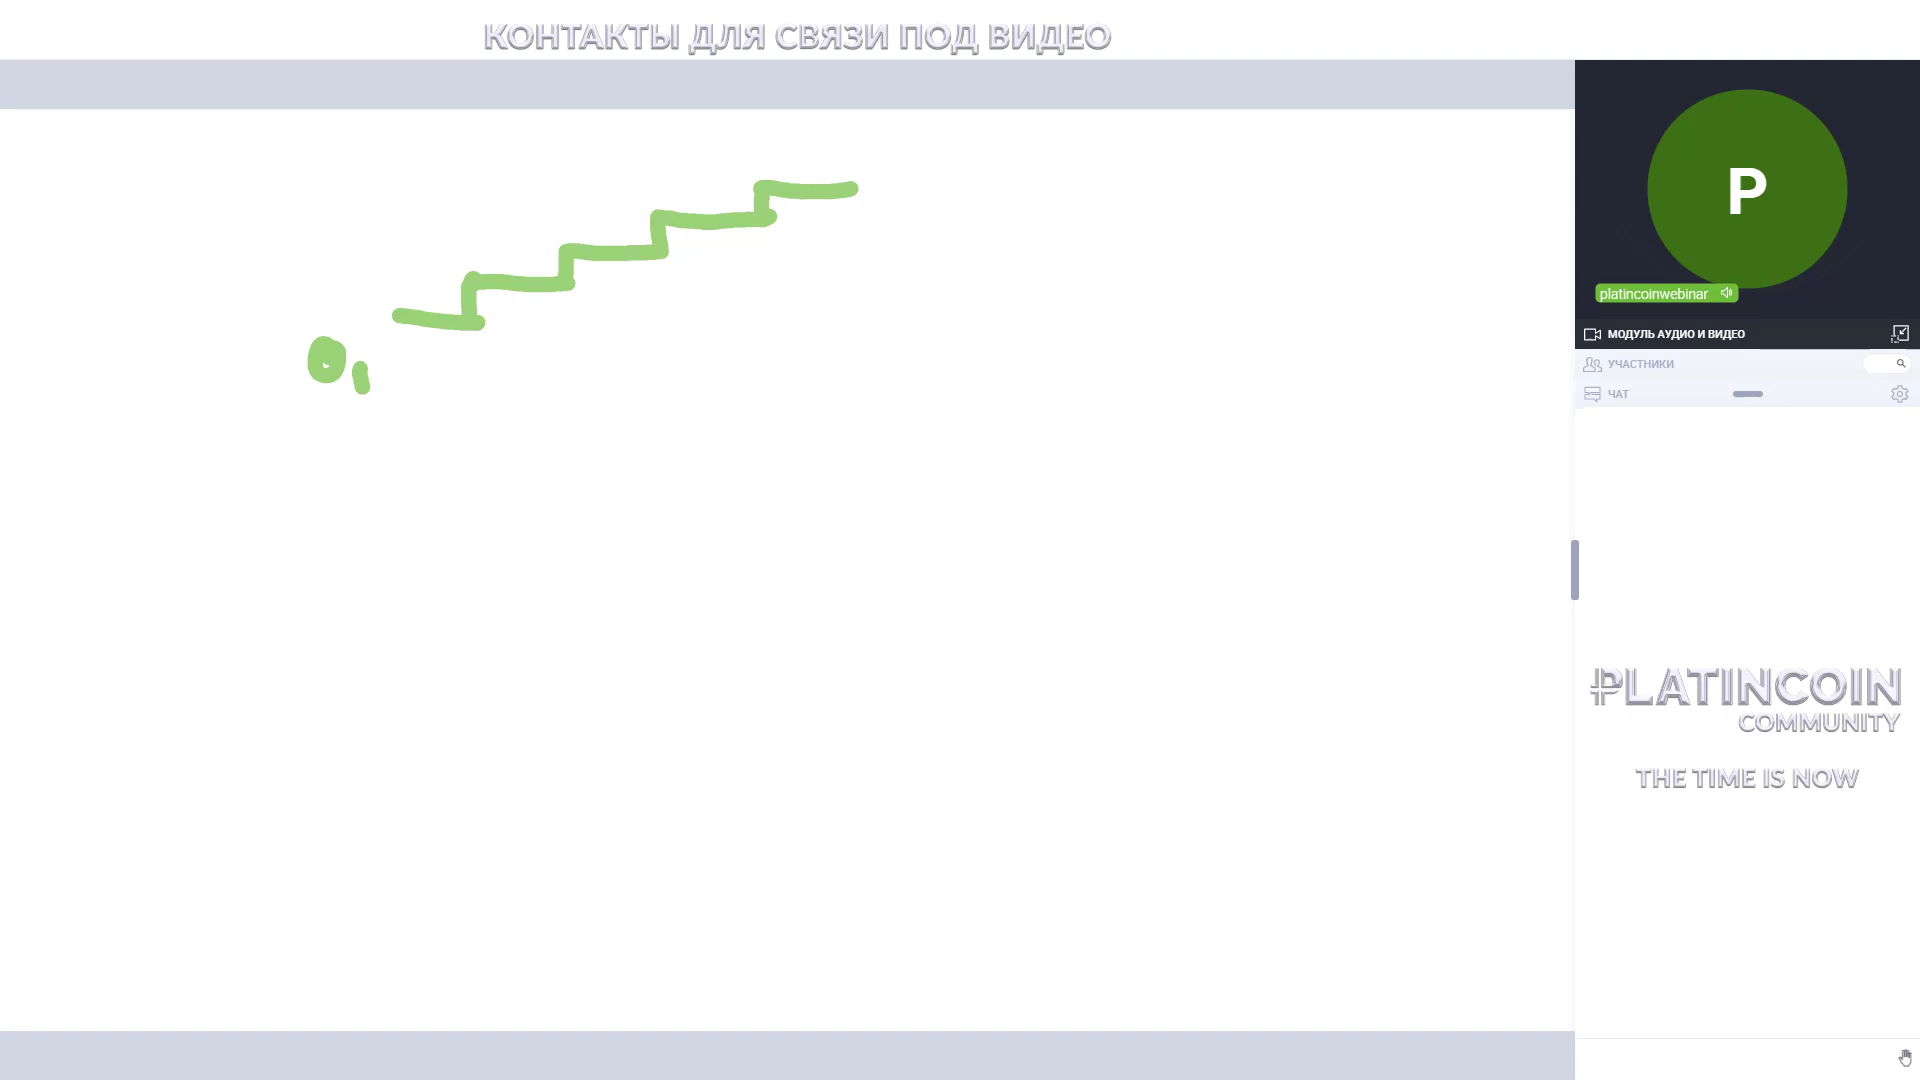 КОНТАКТЫ ДЛЯ СВЯЗИ ПОД ВИДЕО
P
platincoinwebinar
МОДУЛЬ АУДИО И ВИДЕО
УЧАСТНИКИ
ЧАТ
PLATINCOIN
COMMUNITY
THE TIME IS NOW